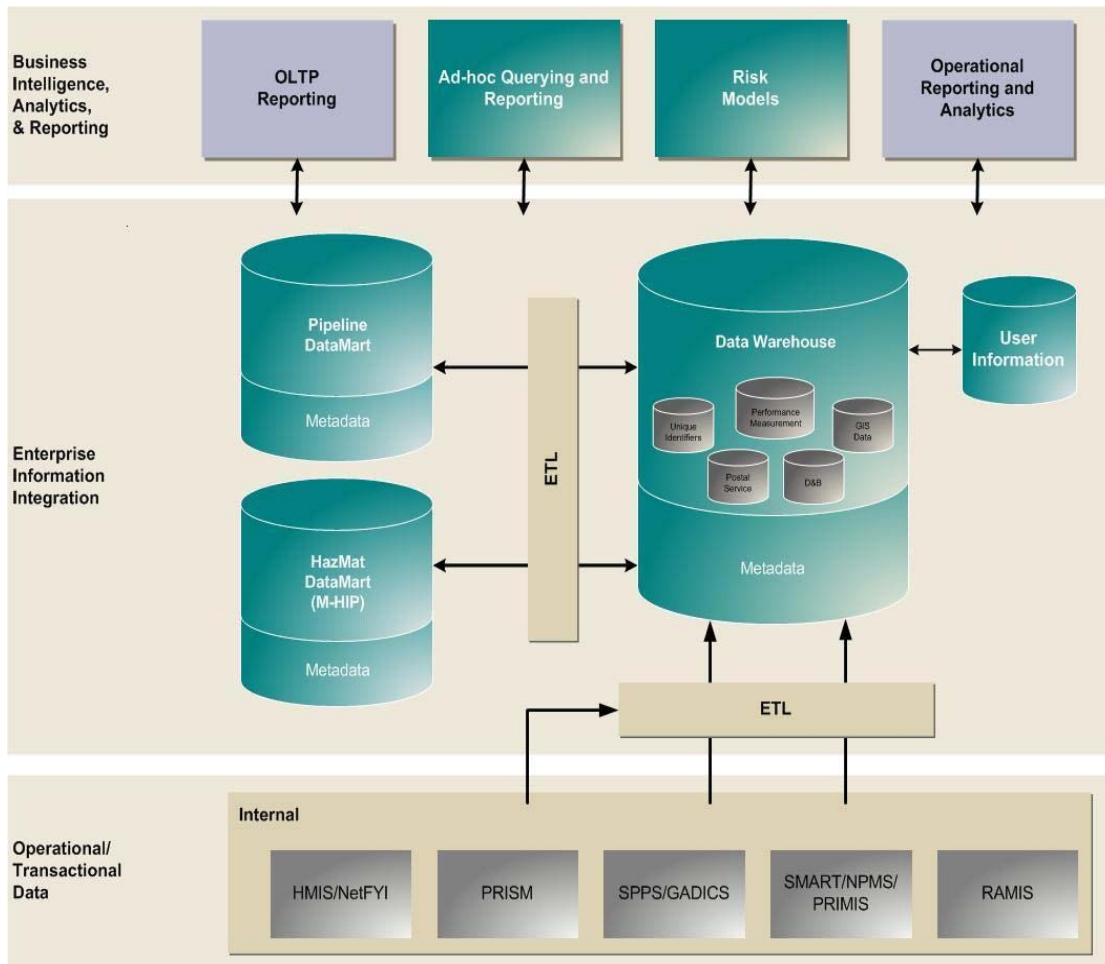 Business
Intelligence,
Analytics,
& Reporting
OLTP
Reporting
Ad-hoc Querying and
Reporting
Risk
Models
Operational
Reporting and
Analytics
Enterprise
Information
Integration
Pipeline
DataMart
Metadata
HazMat
DataMart
(M-HIP)
Metadata
ETL
Data Warehouse
Unique
Identifiers
Performance
Measurement
GIS
Data
Postal
Service
D&B
Metadata
User
Information
ETL
Operational/
Transactional
Data
Internal
HMIS/NetFYI
PRISM
SPPS/GADICS
SMART/NPMS/
PRIMIS
RAMIS